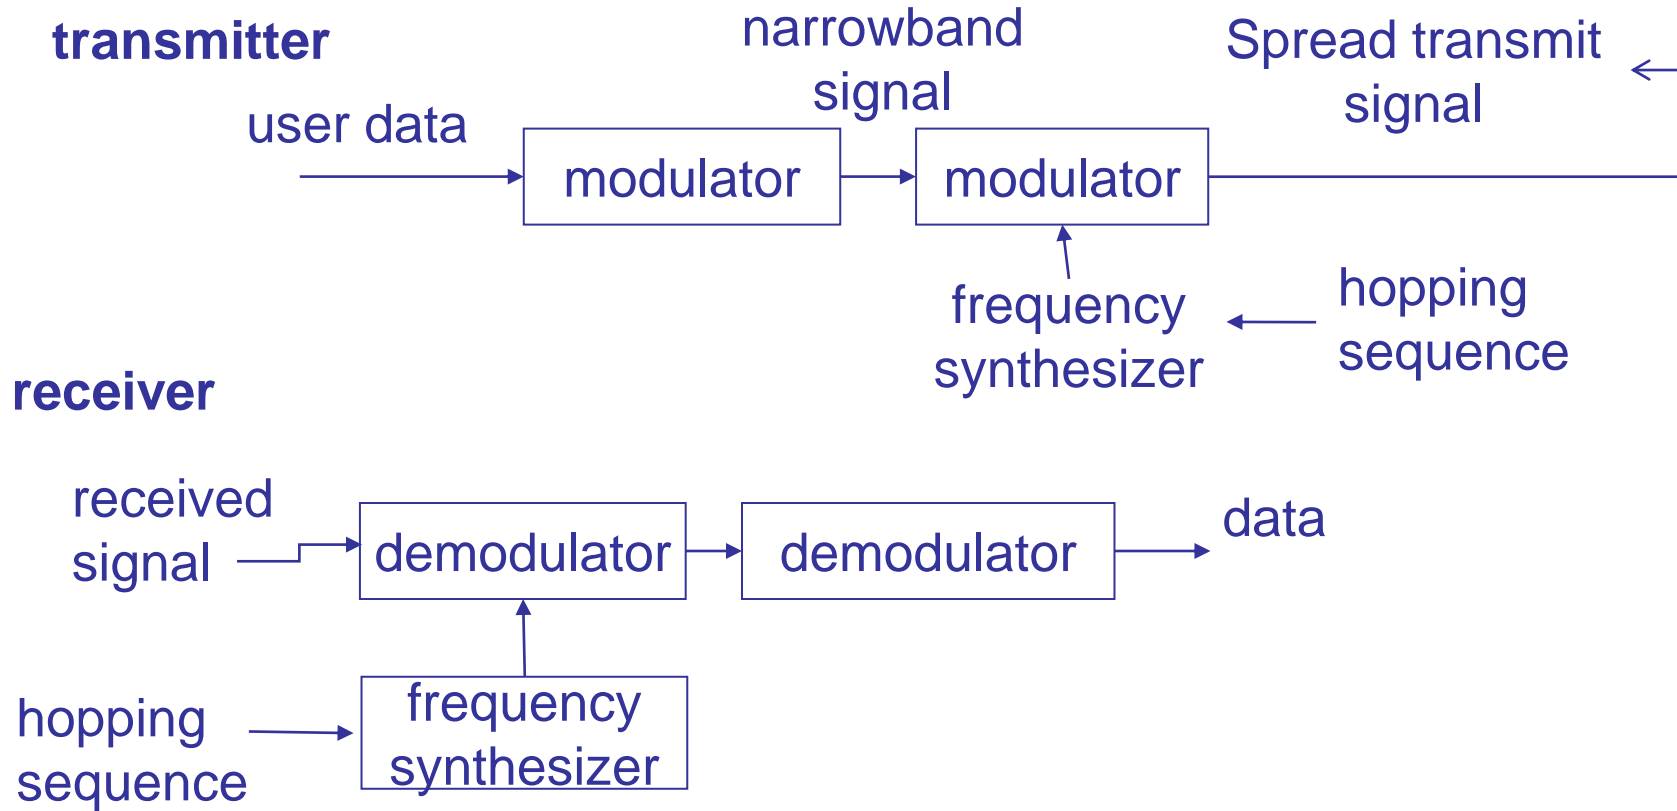 transmitter
narrowband
signal
Spread transmit
signal
user data
modulator
modulator
frequency
synthesizer
hopping
sequence
receiver
received
signal
demodulator
demodulator
data
hopping
sequence
frequency
synthesizer